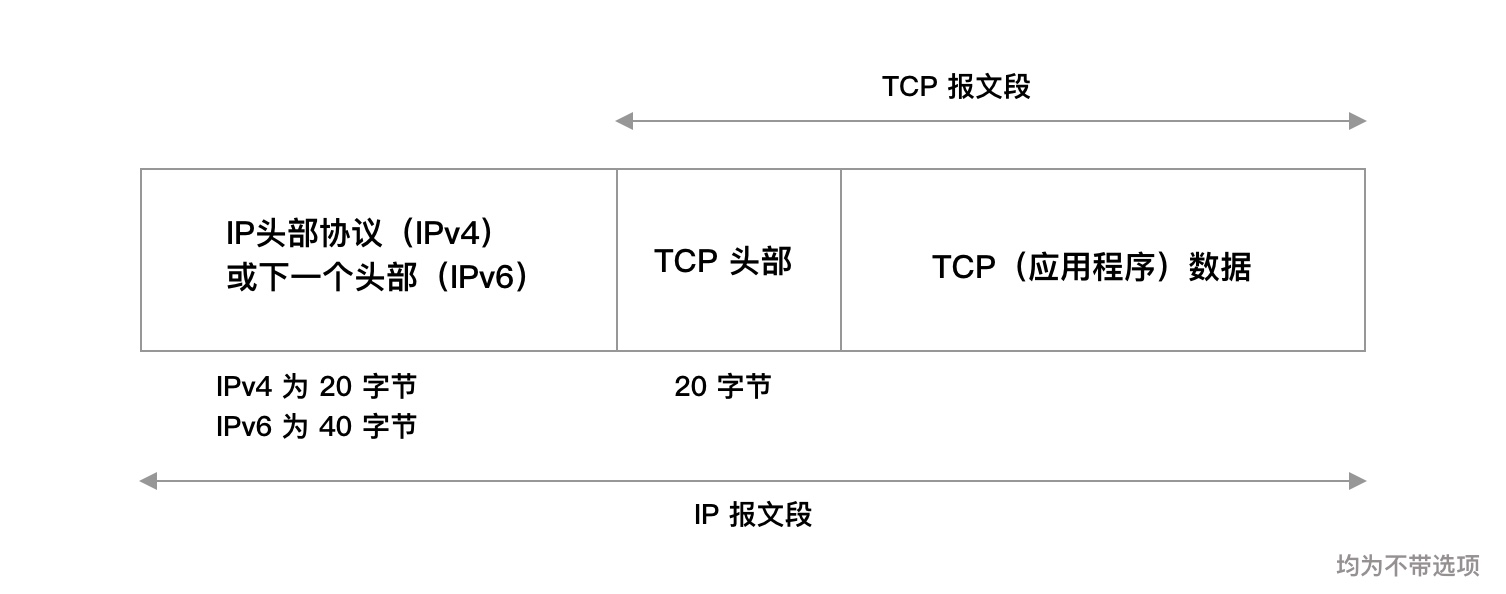 TCP 报文段
IP头部协议（IPv4）
或下一个头部（IPv6）
TCP 头部
TCP（应用程序）数据
IPv4 为 20 字节
IPv6 为 40 字节
20 字节
IP 报文段
均为不带选项